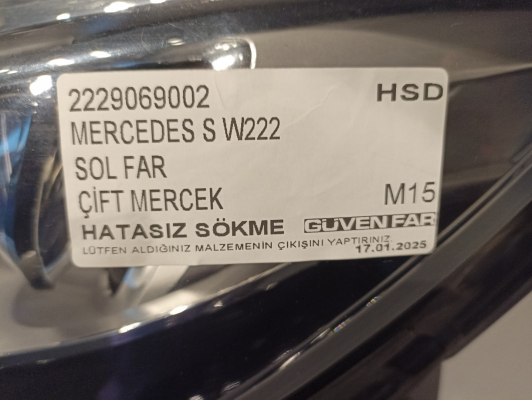 2229069002 HSD
MERCEDES S W222
SOL FAR
ÇİFT MERCEK M15
HATASIZ SÖKME GÜVEN FAR
LÜTFEN ALDIĞINIZ MALZEMENİN ÇIKIŞINI YAPTIRINIZ
17.01.2025